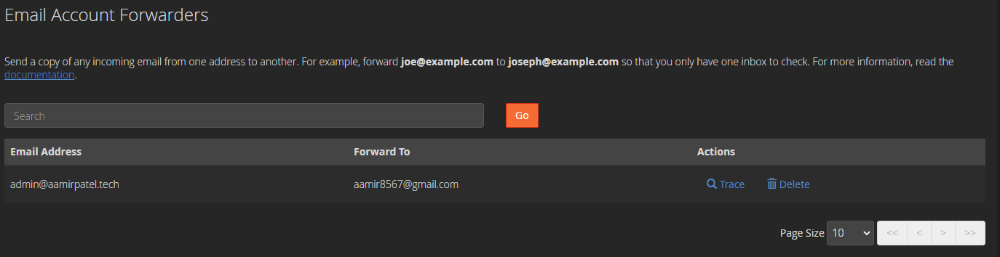 Email Account Forwarders
Send a copy of any incoming email from one address to another. For example, forward joe@example.com to joseph@example.com so that you only have one inbox to check. For more information, read the
documentation.
Search Go
Email Address Forward To Actions
admin@aamirpatel.tech aamir8567@gmail.com Trace Delete
Page Size 10 << < > >>